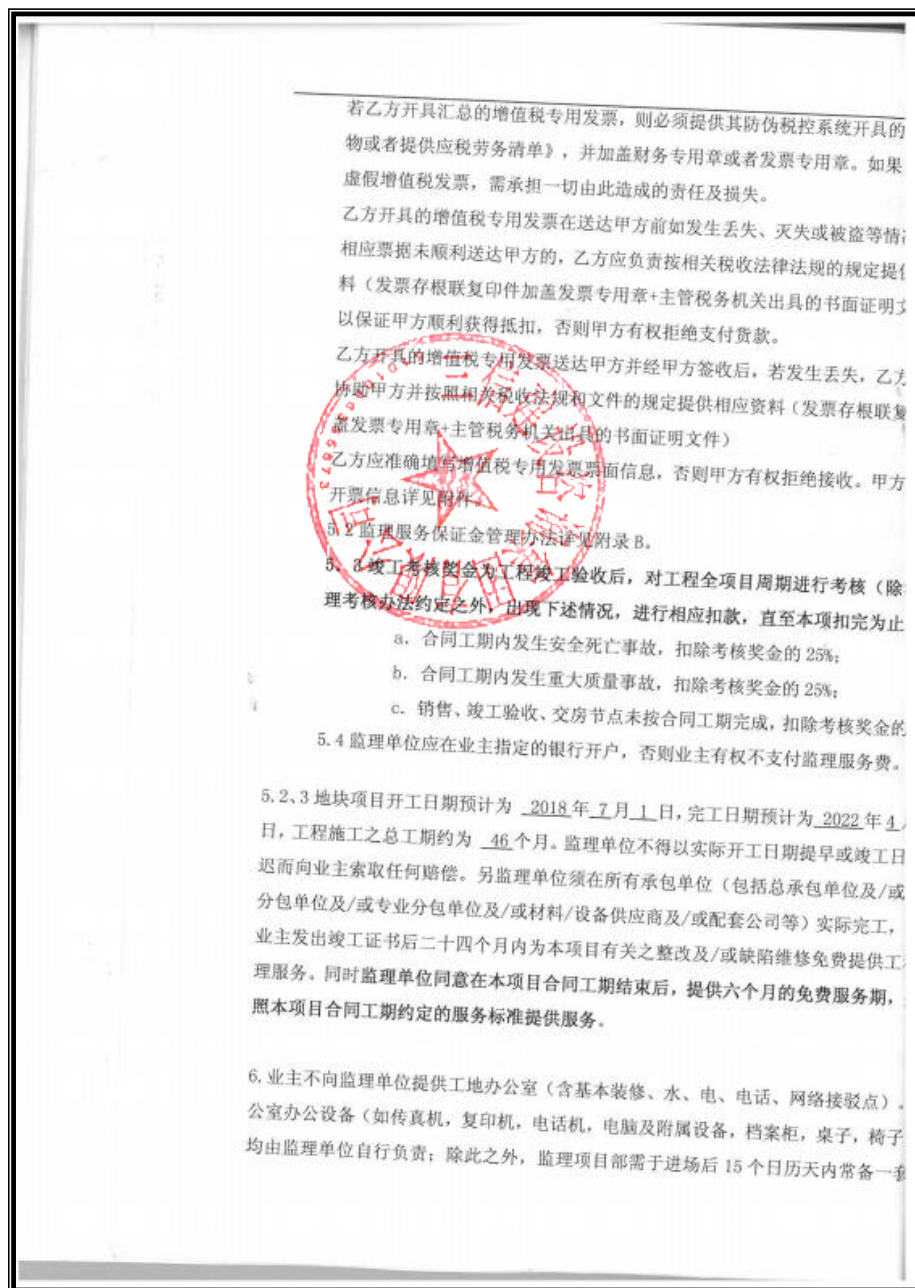 若乙方开具汇总的增值税专用发票，则必须提供其防伪税控系统开具的
物或者提供应税劳务清单》，并加盖财务专用章或者发票专用章。如果
虚假增值税发票，需承担一切由此造成的责任及损失。
乙方开具的增值税专用发票在送达甲方前如发生丢失、灭失或被盗等情
相应票据未顺利送达甲方的，乙方应负责按相关税收法律法规的规定提
料（发票存根联复印件加盖发票专用章+主管税务机关出具的书面证明
以保证甲方顺利获得抵扣，否则甲方有权拒绝支付货款。
乙方开具的增值税专用发票送达甲方并经甲方签收后，若发生丢失，乙方
协助甲方并按照相关税收法规和文件的规定提供相应资料（发票存根联复
盖发票专用章+主管税务机关出具的书面证明文件）
乙方应准确填写增值税专用发票票面信息，否则甲方有权拒绝接收。甲方
开票信息详见附件。
5.2 监理服务保证金管理办法详见附录 B。
5.3 竣工考核奖金为工程竣工验收后，对工程全项目周期进行考核（除
理考核办法约定之外，出现下述情况，进行相应扣款，直至本项扣完为止
a. 合同工期内发生安全死亡事故，扣除考核奖金的 25%；
b. 合同工期内发生重大质量事故，扣除考核奖金的 25%；
c. 销售、竣工验收、交房节点未按合同工期完成，扣除考核奖金的
5.4 监理单位应在业主指定的银行开户，否则业主有权不支付监理服务费。
5.2、3 地块项目开工日期预计为 2018 年 7 月 1 日，完工日期预计为 2022 年 4
日，工程施工之总工期约为 46 个月。监理单位不得以实际开工日期提早或竣工日
迟而向业主索取任何赔偿。另监理单位须在所有承包单位（包括总承包单位及/或
分包单位及/或专业分包单位及/或材料/设备供应商及/或配套公司等）实际完工，
业主发出竣工证书后二十四个月内为本项目有关之整改及/或缺陷维修免费提供工
理服务。同时监理单位同意在本项目合同工期结束后，提供六个月的免费服务期，
照本项目合同工期约定的服务标准提供服务。
6. 业主不向监理单位提供工地办公室（含基本装修、水、电、电话、网络接驳点）。
公室办公设备（如传真机，复印机，电话机，电脑及附属设备，档案柜，桌子，椅子
均由监理单位自行负责；除此之外，监理项目部需于进场后 15 个日历天内常备一套